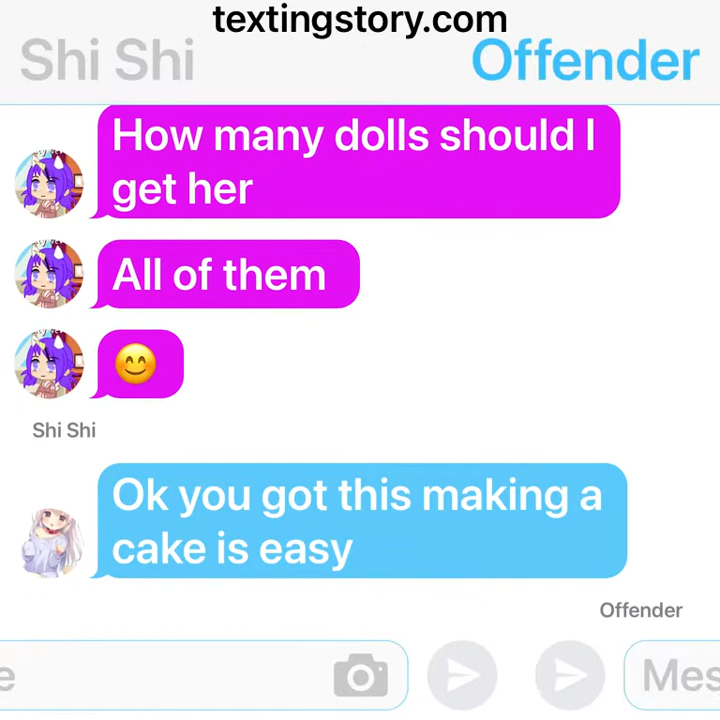 textingstory.com
Shi Shi
Offender
How many dolls should I
get her
All of them
😊
Shi Shi
Ok you got this making a
cake is easy
Offender
e
Mes